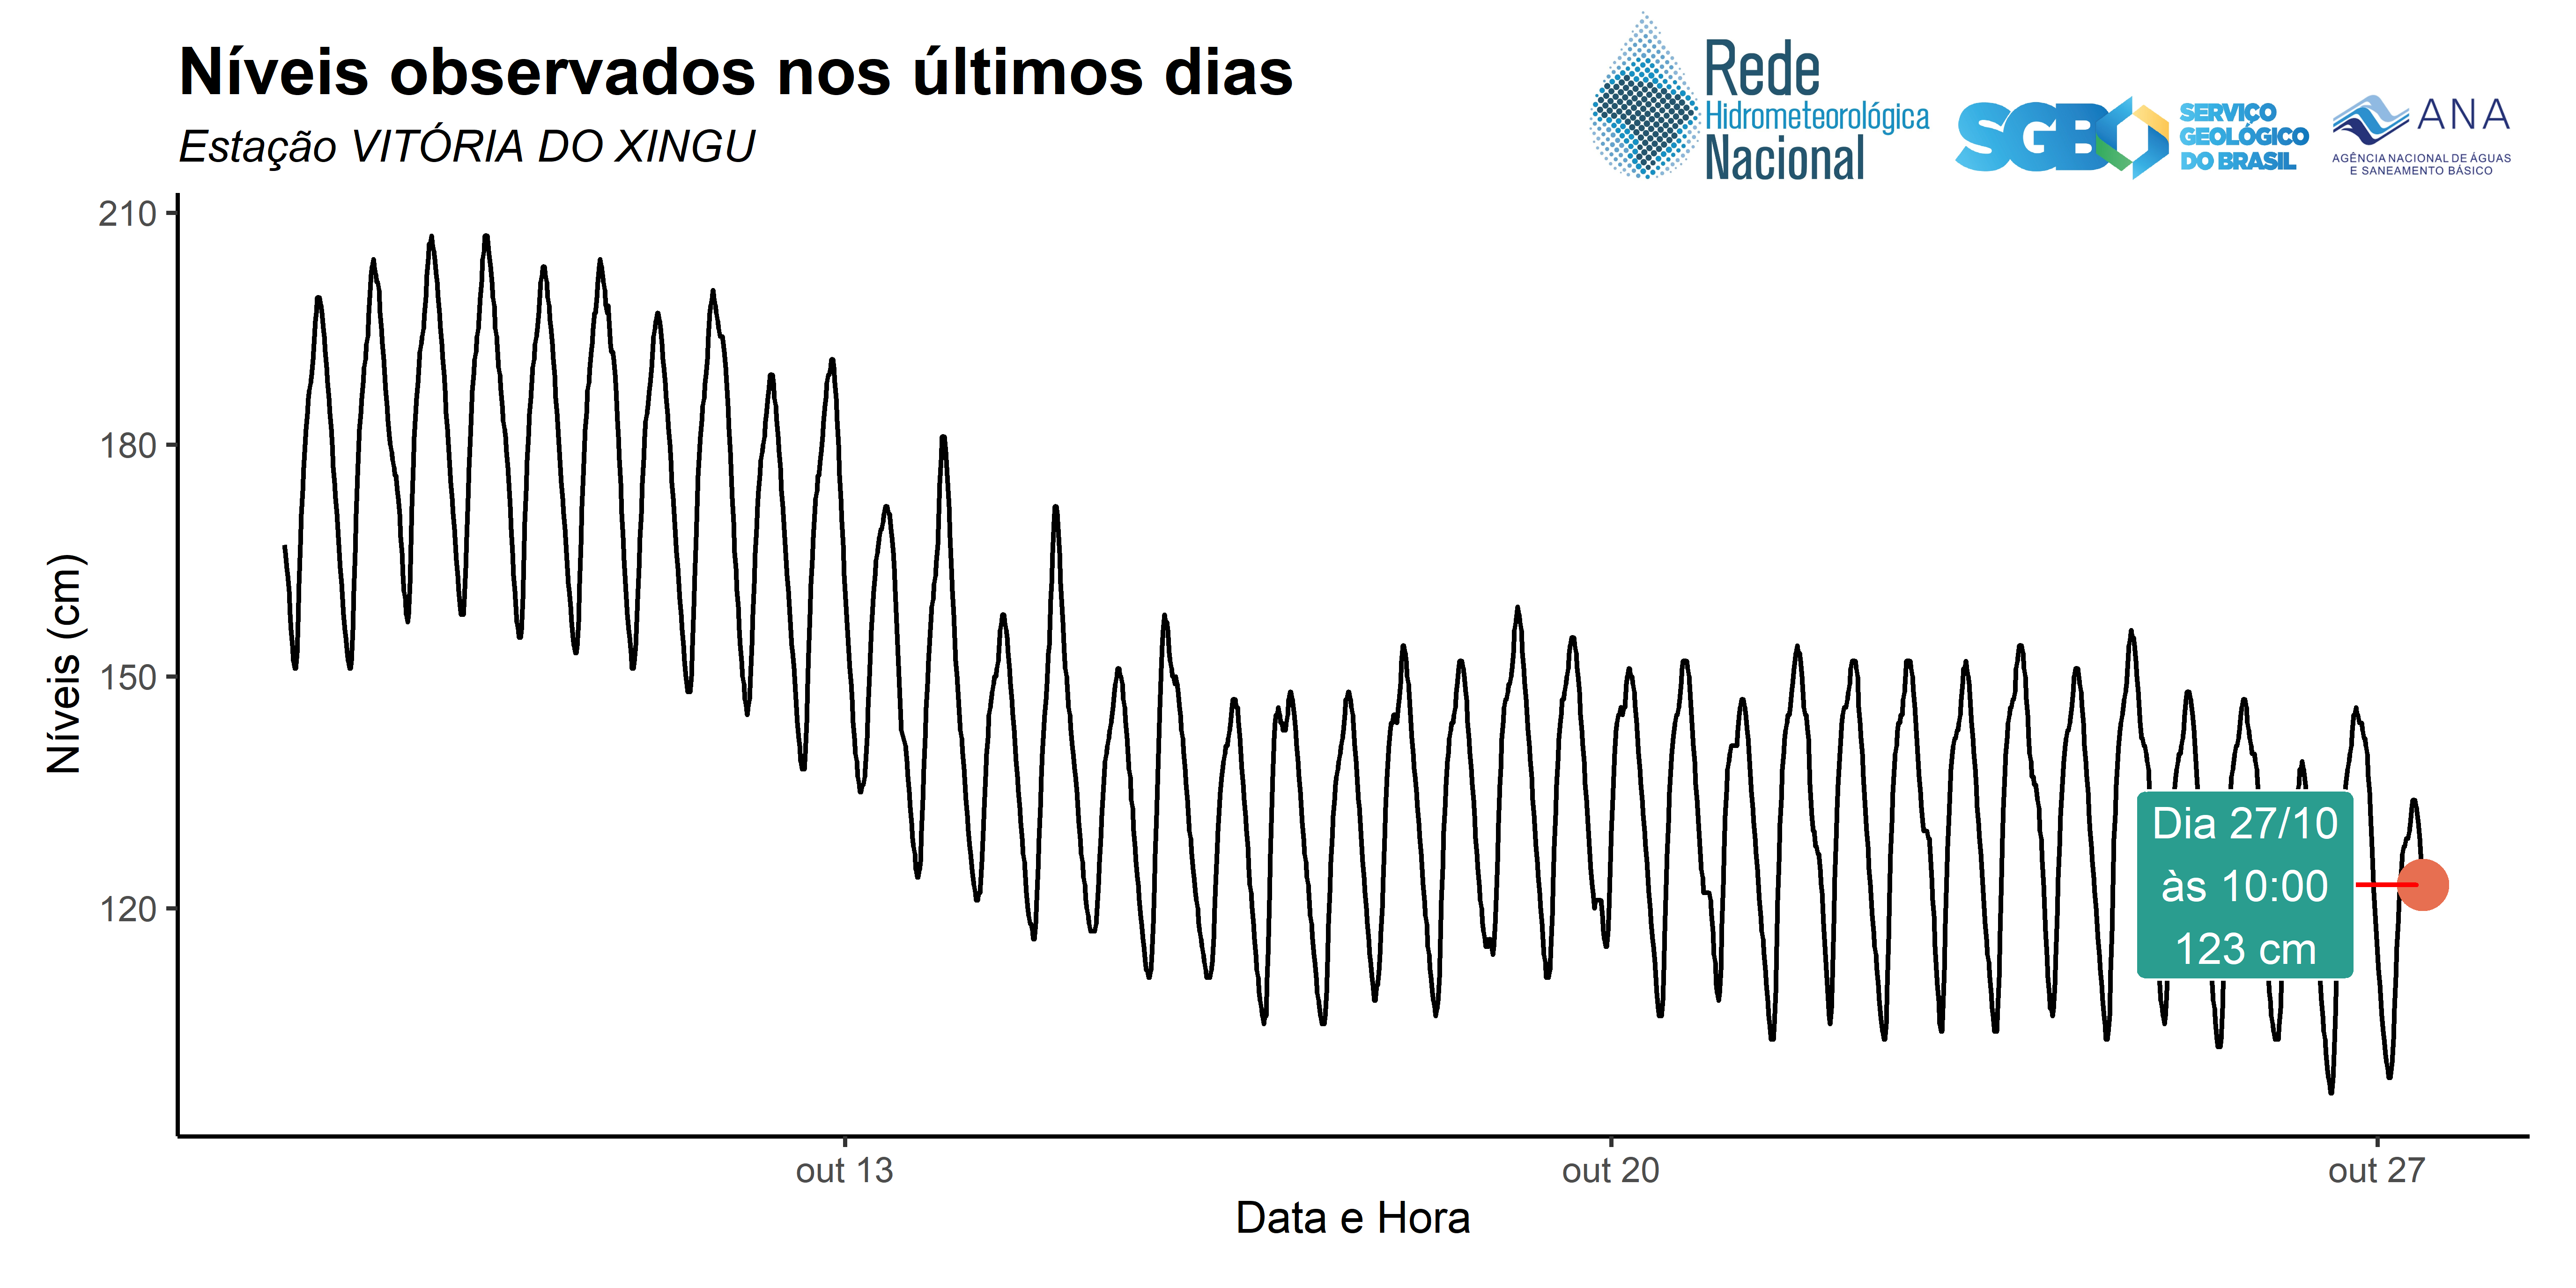 Níveis observados nos últimos dias
Estação VITÓRIA DO XINGU
Rede
Hidrometeorológica
Nacional
SGB
SERVIÇO
GEOLÓGICO
DO BRASIL
ANA
AGÊNCIA NACIONAL DE ÁGUAS
E SANEAMENTO BÁSICO
Níveis (cm)
210
180
150
120
Dia 27/10
às 10:00
123 cm
out 13
out 20
out 27
Data e Hora